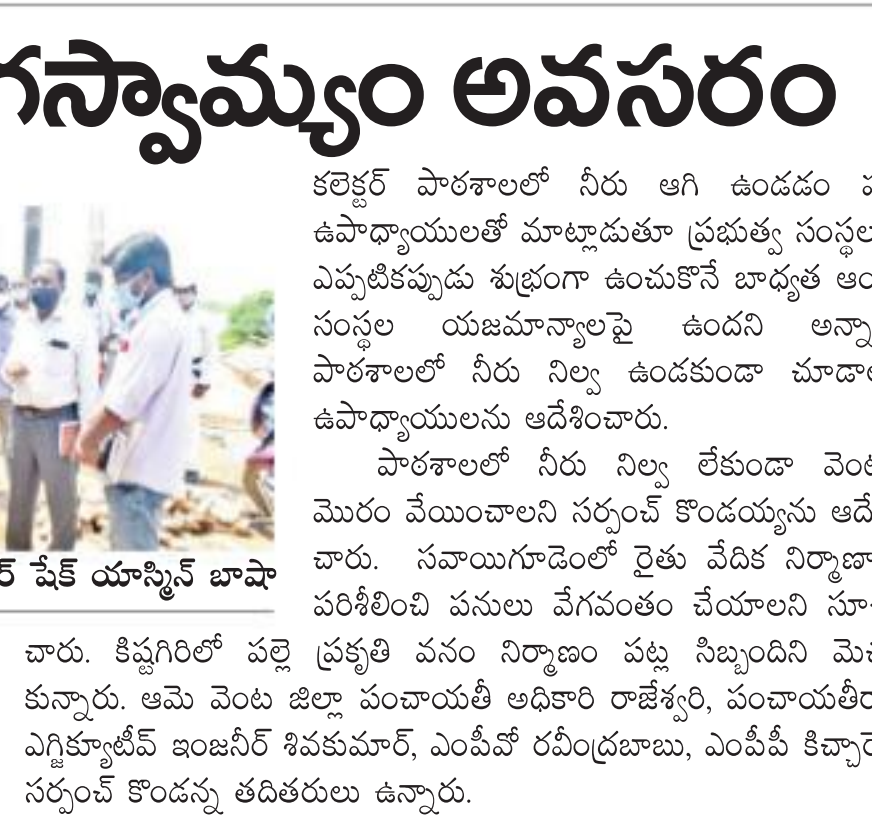 గస్వామ్యం అవసరం
కలెక్టర్ పాఠశాలలో నీరు ఆగి ఉండడం
ఉపాధ్యాయులతో మాట్లాడుతూ ప్రభుత్వ సంస్థల
ఎప్పటికప్పుడు శుభ్రంగా ఉంచుకొనే బాధ్యత ఆయ
సంస్థల యజమాన్యాలపై ఉందని అన్నా
పాఠశాలలో నీరు నిల్వ ఉండకుండా చూడాల
ఉపాధ్యాయులను ఆదేశించారు.
పాఠశాలలో నీరు నిల్వ లేకుండా వెంట
మొరం వేయించాలని సర్పంచ్ కొండయ్యను ఆదే
చారు. సవాయిగూడెంలో రైతు వేదిక నిర్మాణా
పరిశీలించి పనులు వేగవంతం చేయాలని సూ
ర్ షేక్ యాస్మిన్ బాషా
చారు. కిష్టగిరిలో పల్లె ప్రకృతి వనం నిర్మాణం పట్ల సిబ్బందిని మెచ
కున్నారు. ఆమె వెంట జిల్లా పంచాయతీ అధికారి రాజేశ్వరి, పంచాయతీరా
ఎగ్జిక్యూటీవ్ ఇంజనీర్ శివకుమార్, ఎంపీవో రవీంద్రబాబు, ఎంపీపీ కిచ్చారె
సర్పంచ్ కొండన్న తదితరులు ఉన్నారు.